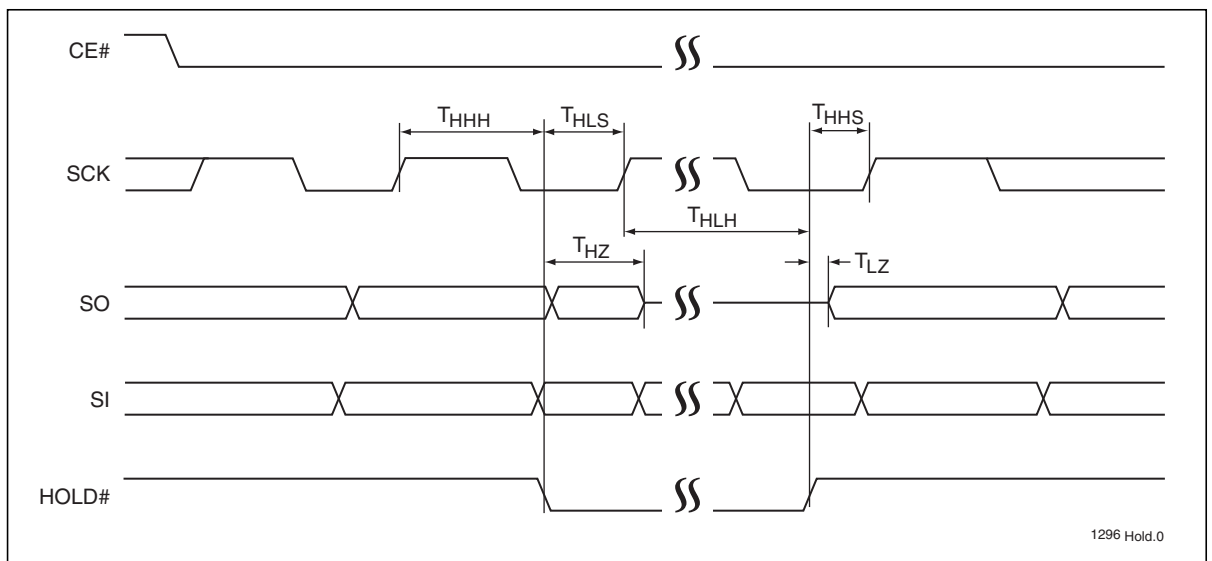 CE#
THHH
THLS
THHS
SCK
THLH
THZ
TLZ
SO
SI
HOLD#
1296 Hold.0